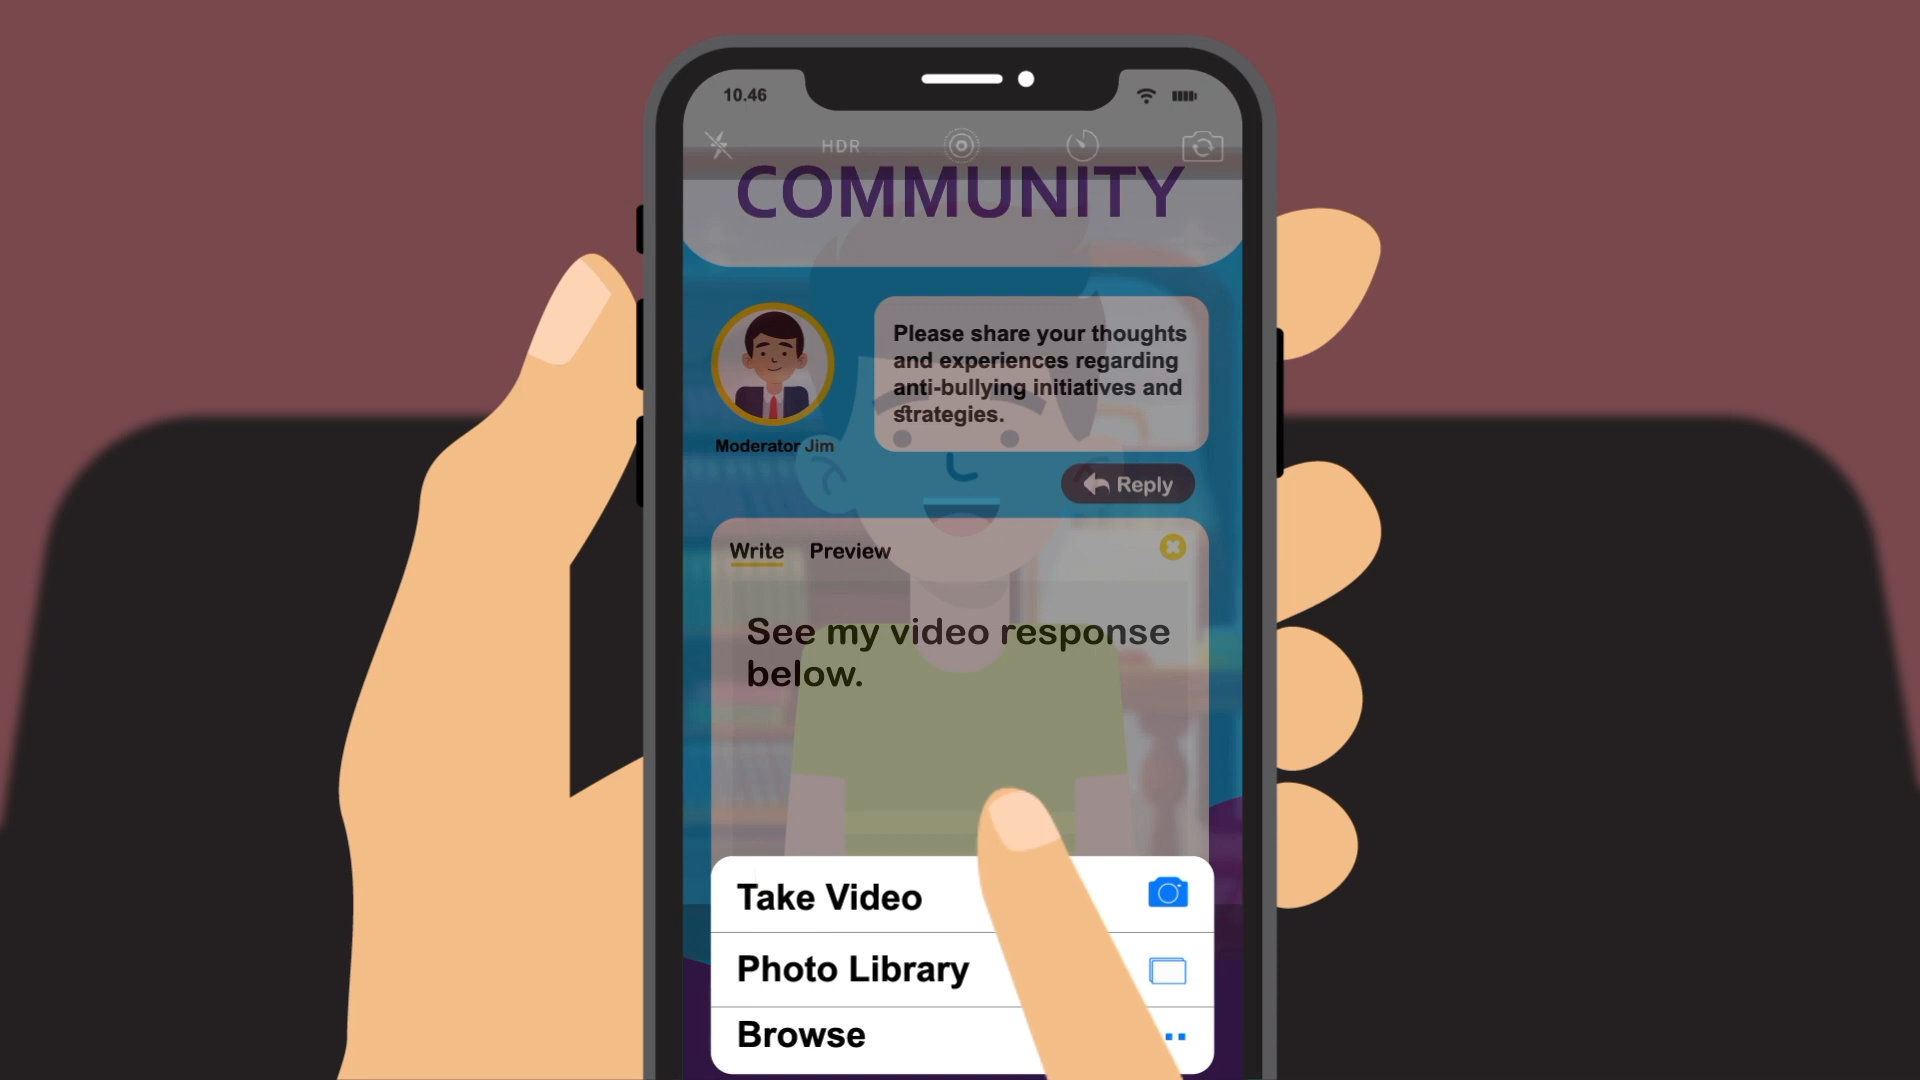 10.46
HDR
COMMUNITY
Please share your thoughts
and experiences regarding
anti-bullying initiatives and
strategies.
Moderator Jim
Reply
Write Preview
See my video response
below.
Take Video
Photo Library
Browse